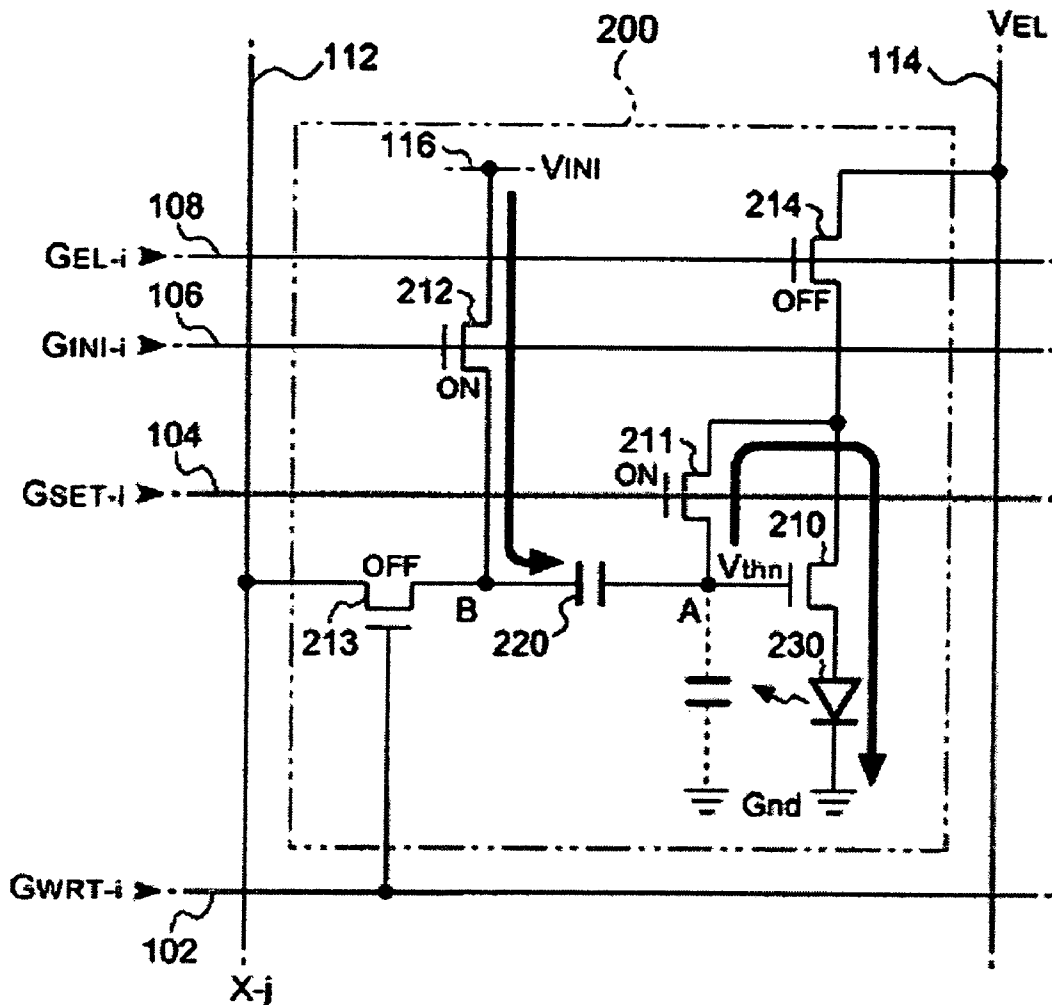 VEL
200
112
114
116
VINI
108
214
GEL-i
OFF
106
212
GINI-i
ON
104
211
ON
GSET-i
210
OFF
Vthn
B
A
213
220
230
Gnd
GWRT-i
102
X-j